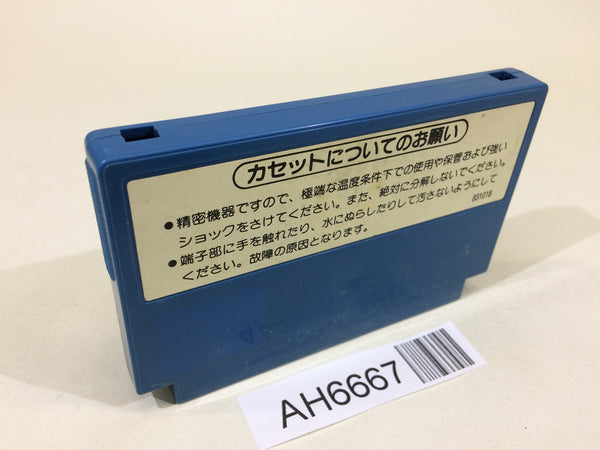 カセットについてのお願い
●精密機器ですので、極端な温度条件下での使用や保管および強い
ショックをさけてください。また、絶対に分解しないでください。
●端子部に手を触れたり、水にぬらしたりして汚さないようにして
ください。故障の原因となります。
831018
AH6667